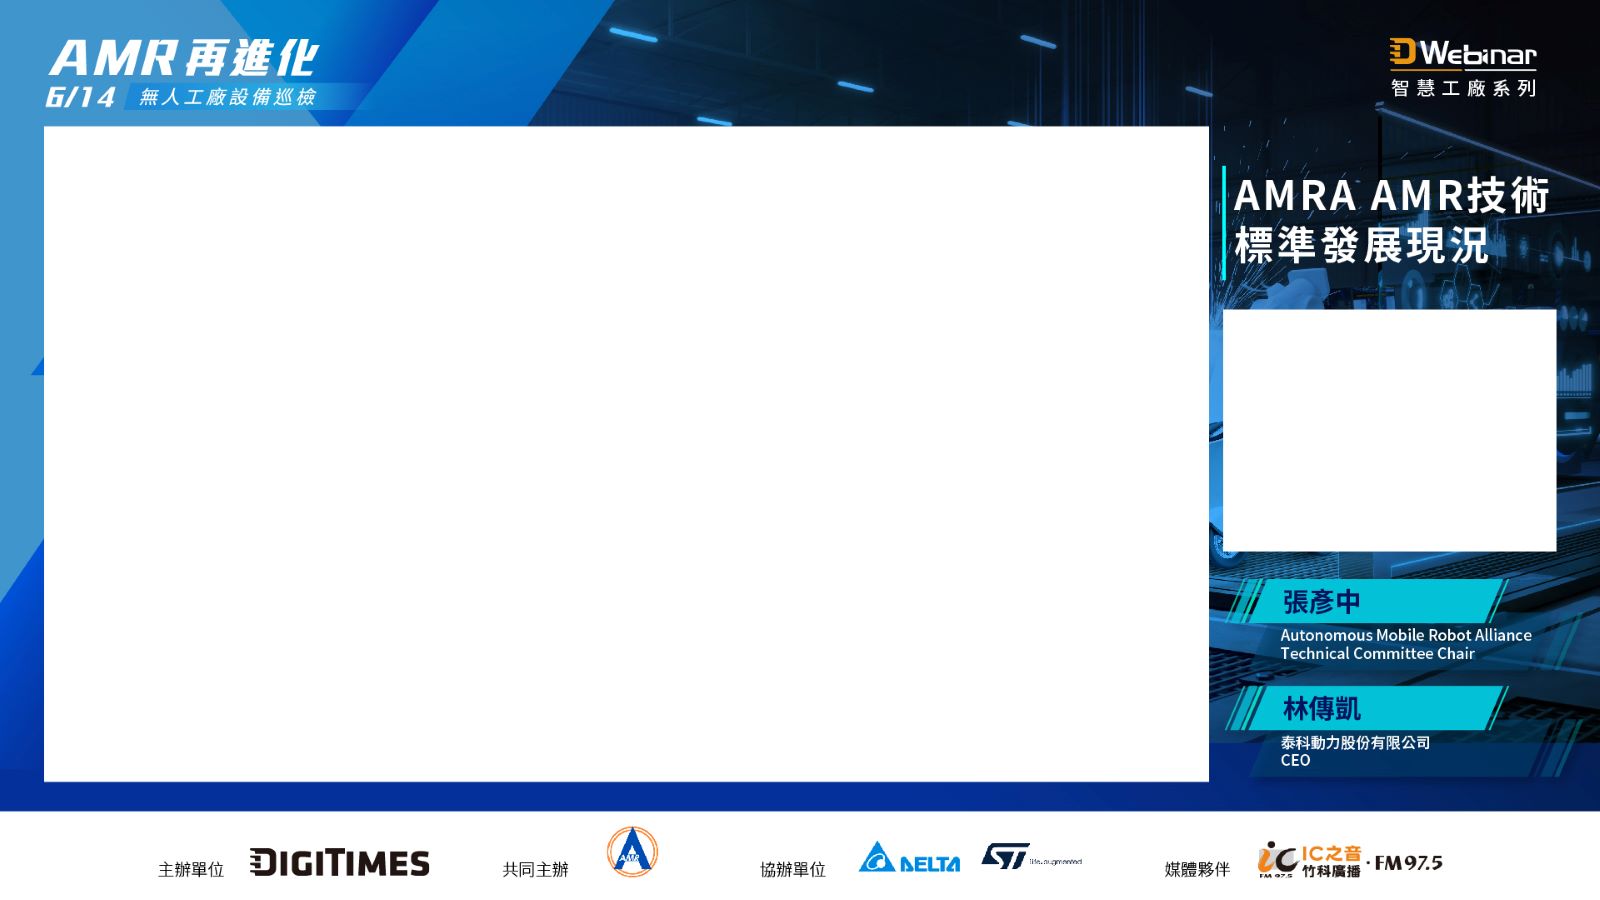 AMR再進化
6/14 無人工廠設備巡檢
D Webinar
智慧工廠系列
AMRA AMR技術
標準發展現況
張彥中
Autonomous Mobile Robot Alliance
Technical Committee Chair
林傳凱
泰科動力股份有限公司
CEO
主辦單位 DIGITIMES 共同主辦 AMR 協辦單位 DELTA ST life.augmented 媒體夥伴 iC FM 97.5 IC之音 竹科廣播·FM97.5